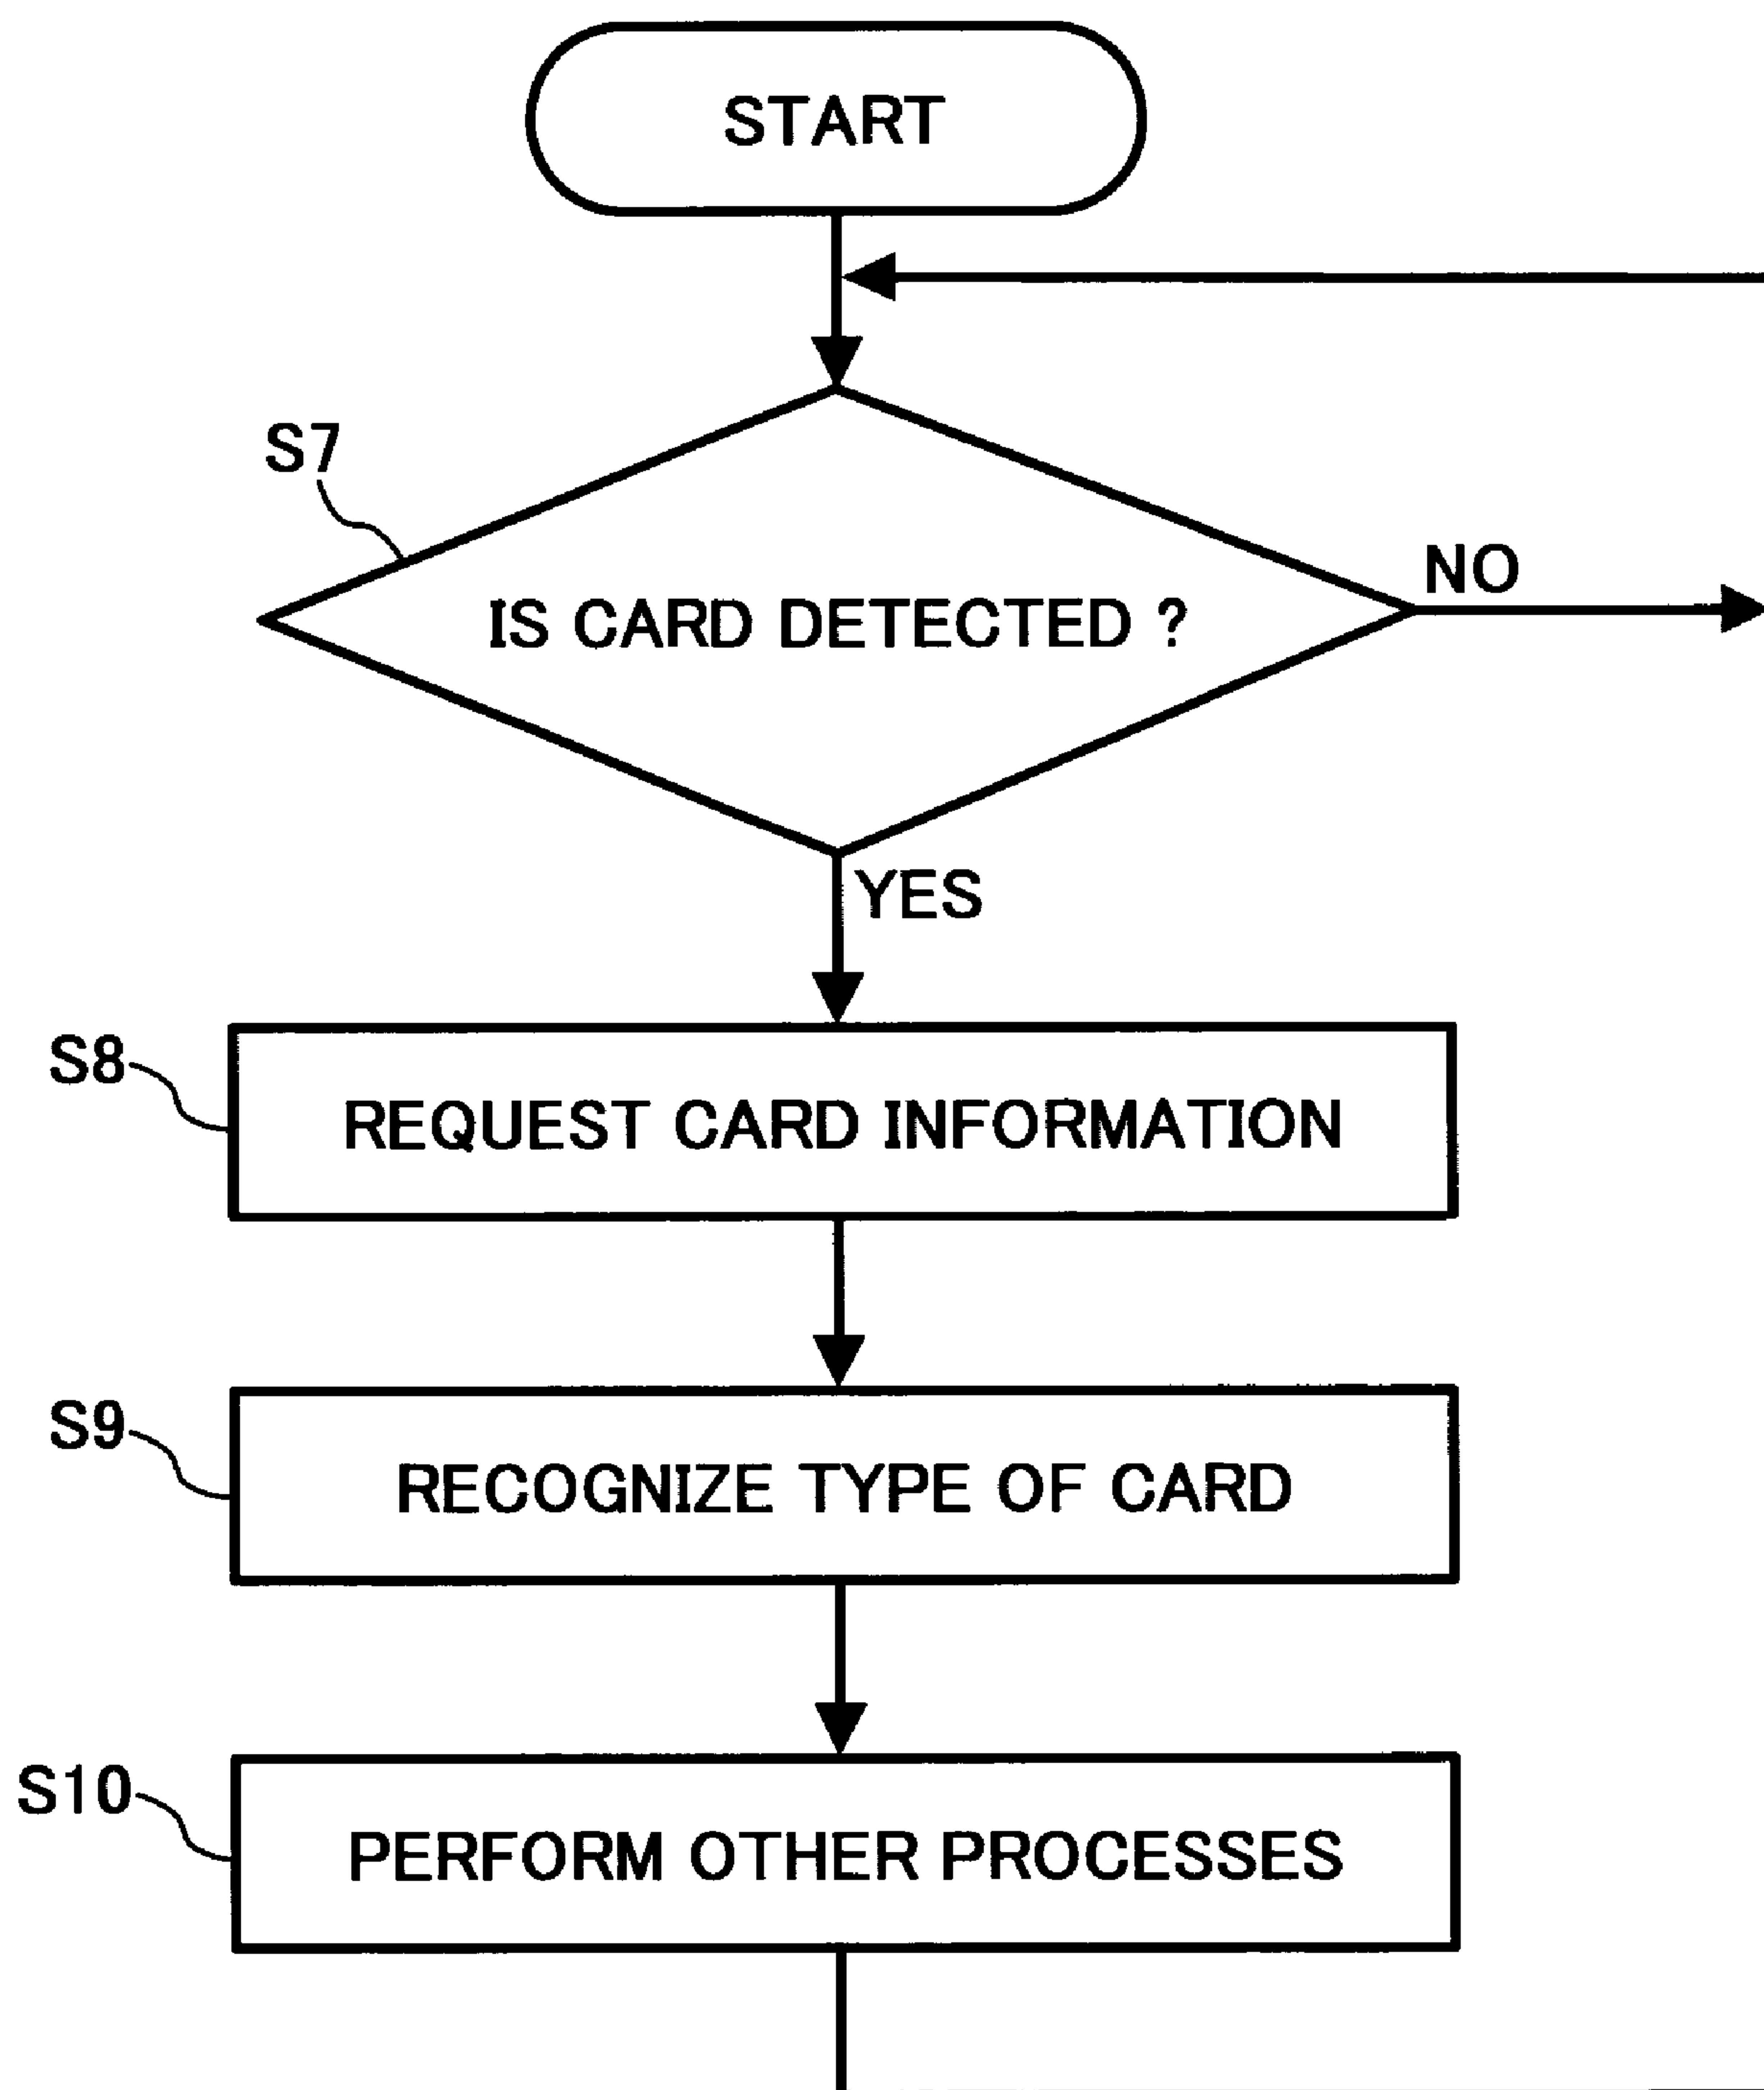 START
S7
NO
IS CARD DETECTED ?
YES
S8
REQUEST CARD INFORMATION
S9
RECOGNIZE TYPE OF CARD
S10
PERFORM OTHER PROCESSES